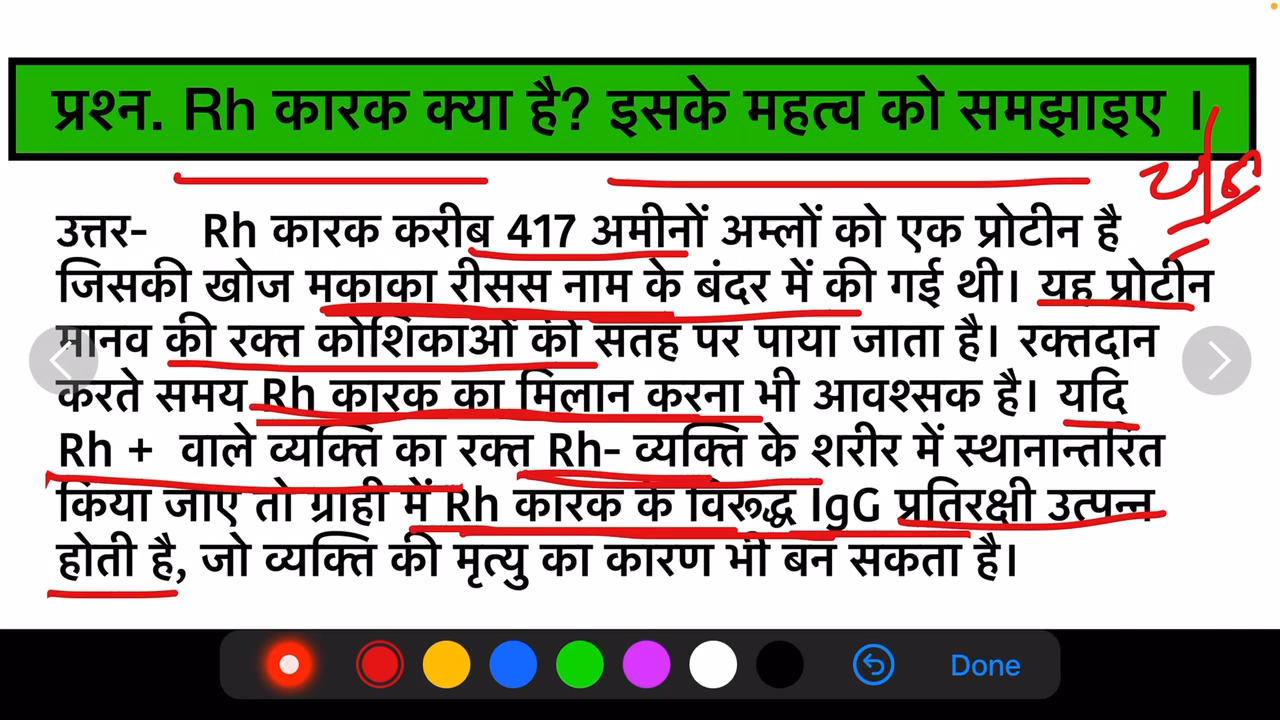 प्रश्न. Rh कारक क्या है? इसके महत्व को समझाइए ।
उत्तर- Rh कारक करीब 417 अमीनों अम्लों को एक प्रोटीन है
जिसकी खोज मकाका रीसस नाम के बंदर में की गई थी। यह प्रोटीन
मानव की रक्त कोशिकाओं की सतह पर पाया जाता है। रक्तदान
करते समय Rh कारक का मिलान करना भी आवश्सक है। यदि
Rh + वाले व्यक्ति का रक्त Rh- व्यक्ति के शरीर में स्थानान्तरित
किया जाए तो ग्राही में Rh कारक के विरूद्ध IgG प्रतिरक्षी उत्पन्न
होती है, जो व्यक्ति की मृत्यु का कारण भी बन सकता है।
Done